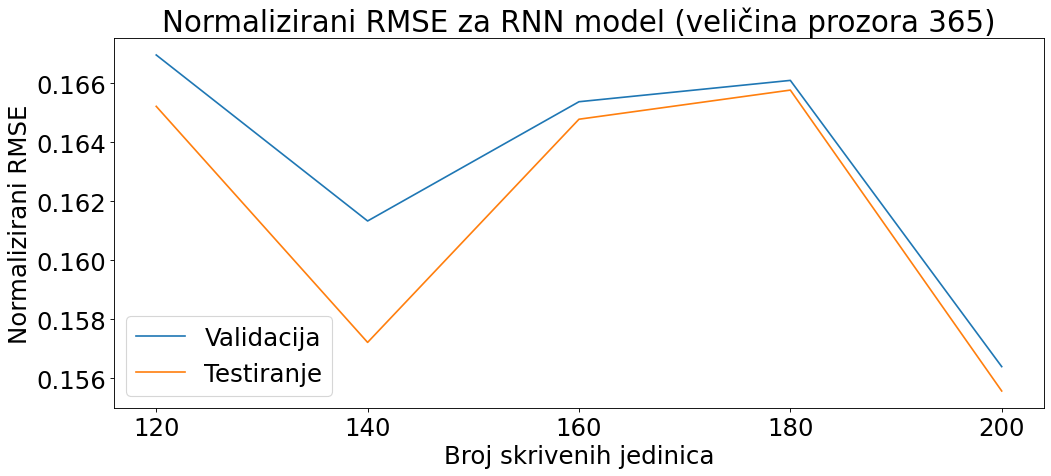 Normalizirani RMSE za RNN model (veličina prozora 365)
Normalizirani RMSE
0.166
0.164
0.162
0.160
0.158
0.156
Validacija
Testiranje
120 140 160 180 200
Broj skrivenih jedinica